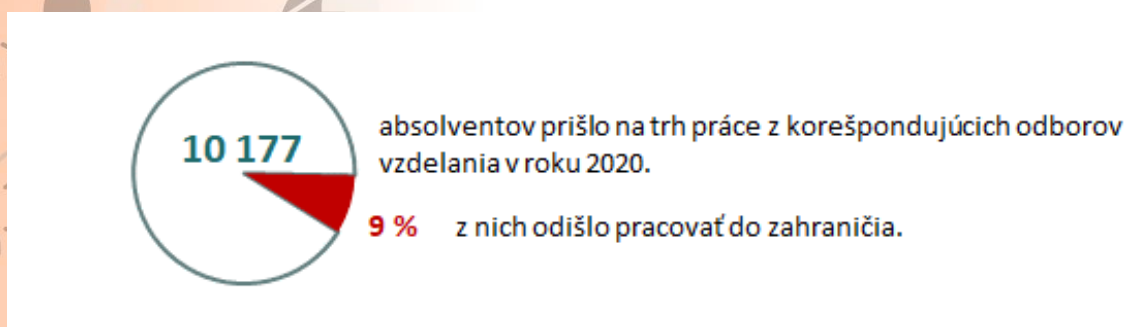 10 177
absolventov prišlo na trh práce z korešpondujúcich odborov
vzdelania v roku 2020.
9 % z nich odišlo pracovať do zahraničia.